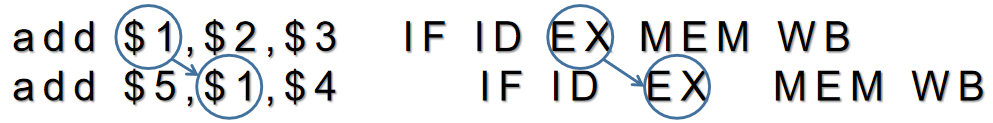 add $1,$2,$3 IF ID EX MEM WB
add $5,$1,$4 IF ID EX MEM WB